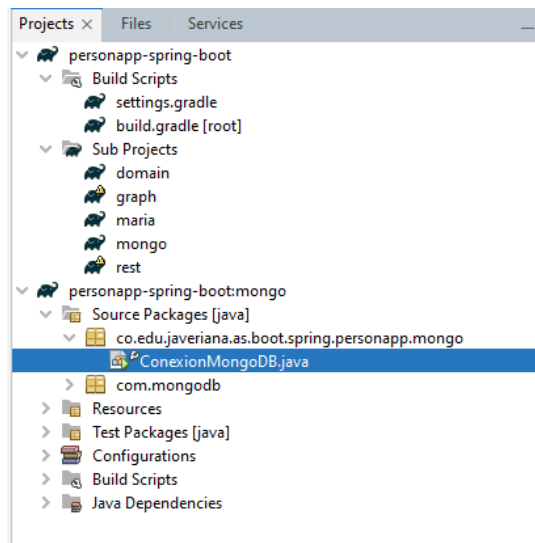 Projects Files Services
personapp-spring-boot
Build Scripts
settings.gradle
build.gradle [root]
Sub Projects
domain
graph
maria
mongo
rest
personapp-spring-boot:mongo
Source Packages [java]
co.edu.javeriana.as.boot.spring.personapp.mongo
ConexionMongoDB.java
com.mongodb
Resources
Test Packages [java]
Configurations
Build Scripts
Java Dependencies